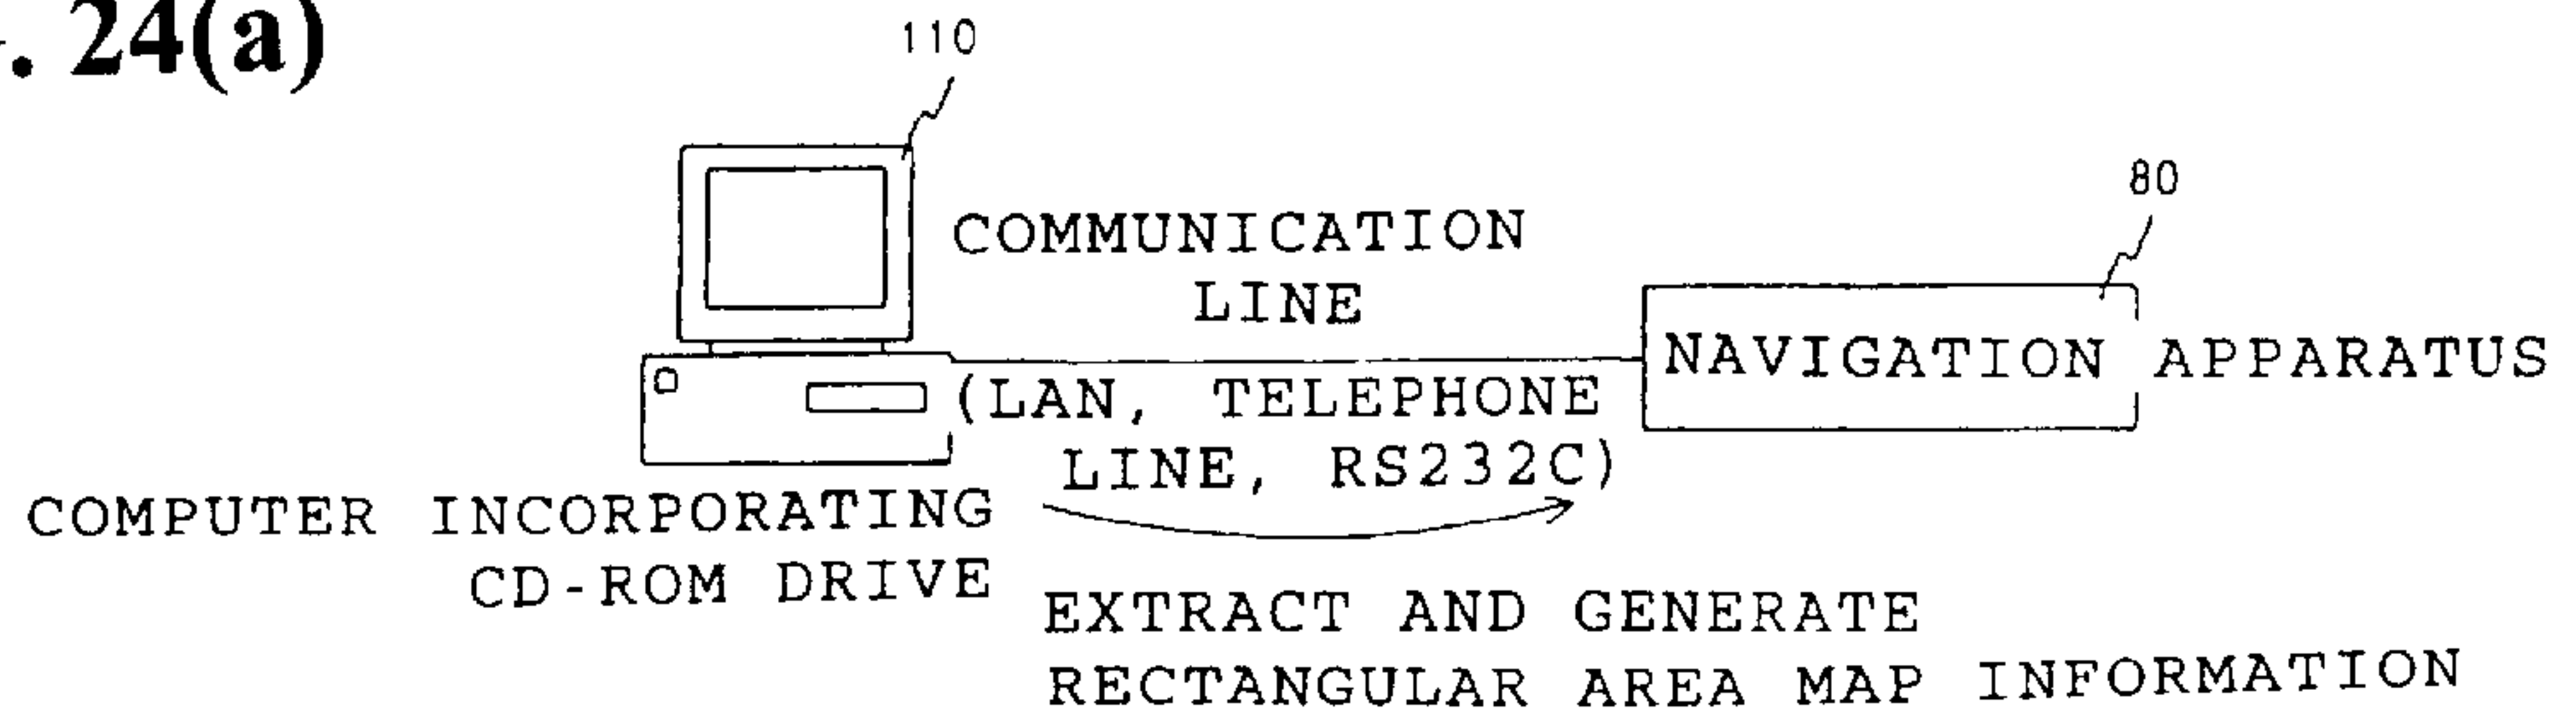 . 24(a)
110
80
COMMUNICATION
LINE
NAVIGATION APPARATUS
(LAN, TELEPHONE
LINE, RS232C)
COMPUTER INCORPORATING
CD-ROM DRIVE
EXTRACT AND GENERATE
RECTANGULAR AREA MAP INFORMATION